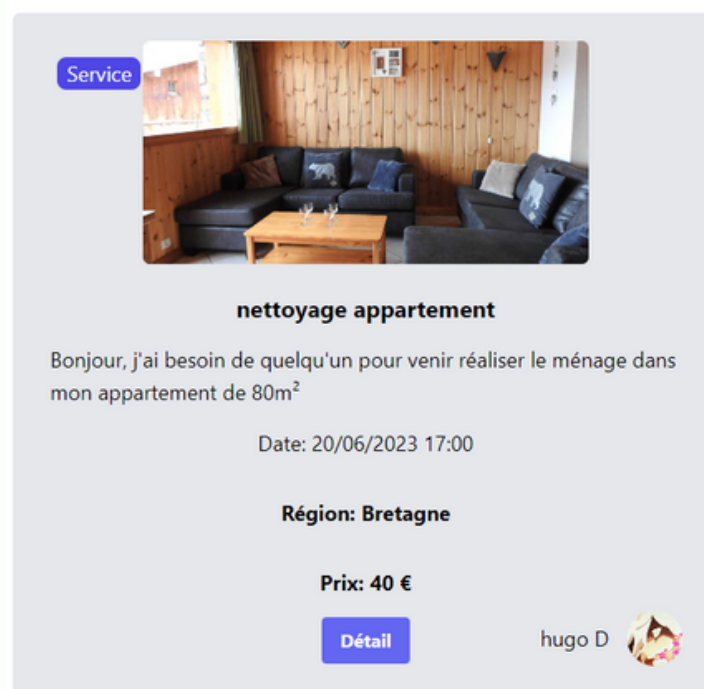 Service
nettoyage appartement
Bonjour, j'ai besoin de quelqu'un pour venir réaliser le ménage dans
mon appartement de 80m²
Date: 20/06/2023 17:00
Région: Bretagne
Prix: 40 €
Détail
hugo D